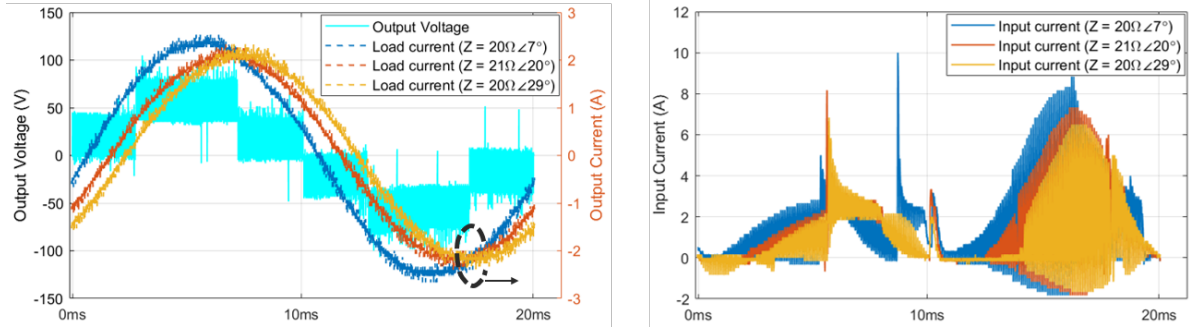 Output Voltage (V)
150
100
50
0
-50
-100
-150
0ms
10ms
20ms
3
2
1
0
-1
-2
-3
Output Current (A)
Output Voltage
Load current (Z = 20Ω∠7°)
Load current (Z = 21Ω∠20°)
Load current (Z = 20Ω∠29°)
Input Current (A)
12
10
8
6
4
2
0
-2
0ms
10ms
20ms
Input current (Z = 20Ω∠7°)
Input current (Z = 21Ω∠20°)
Input current (Z = 20Ω∠29°)